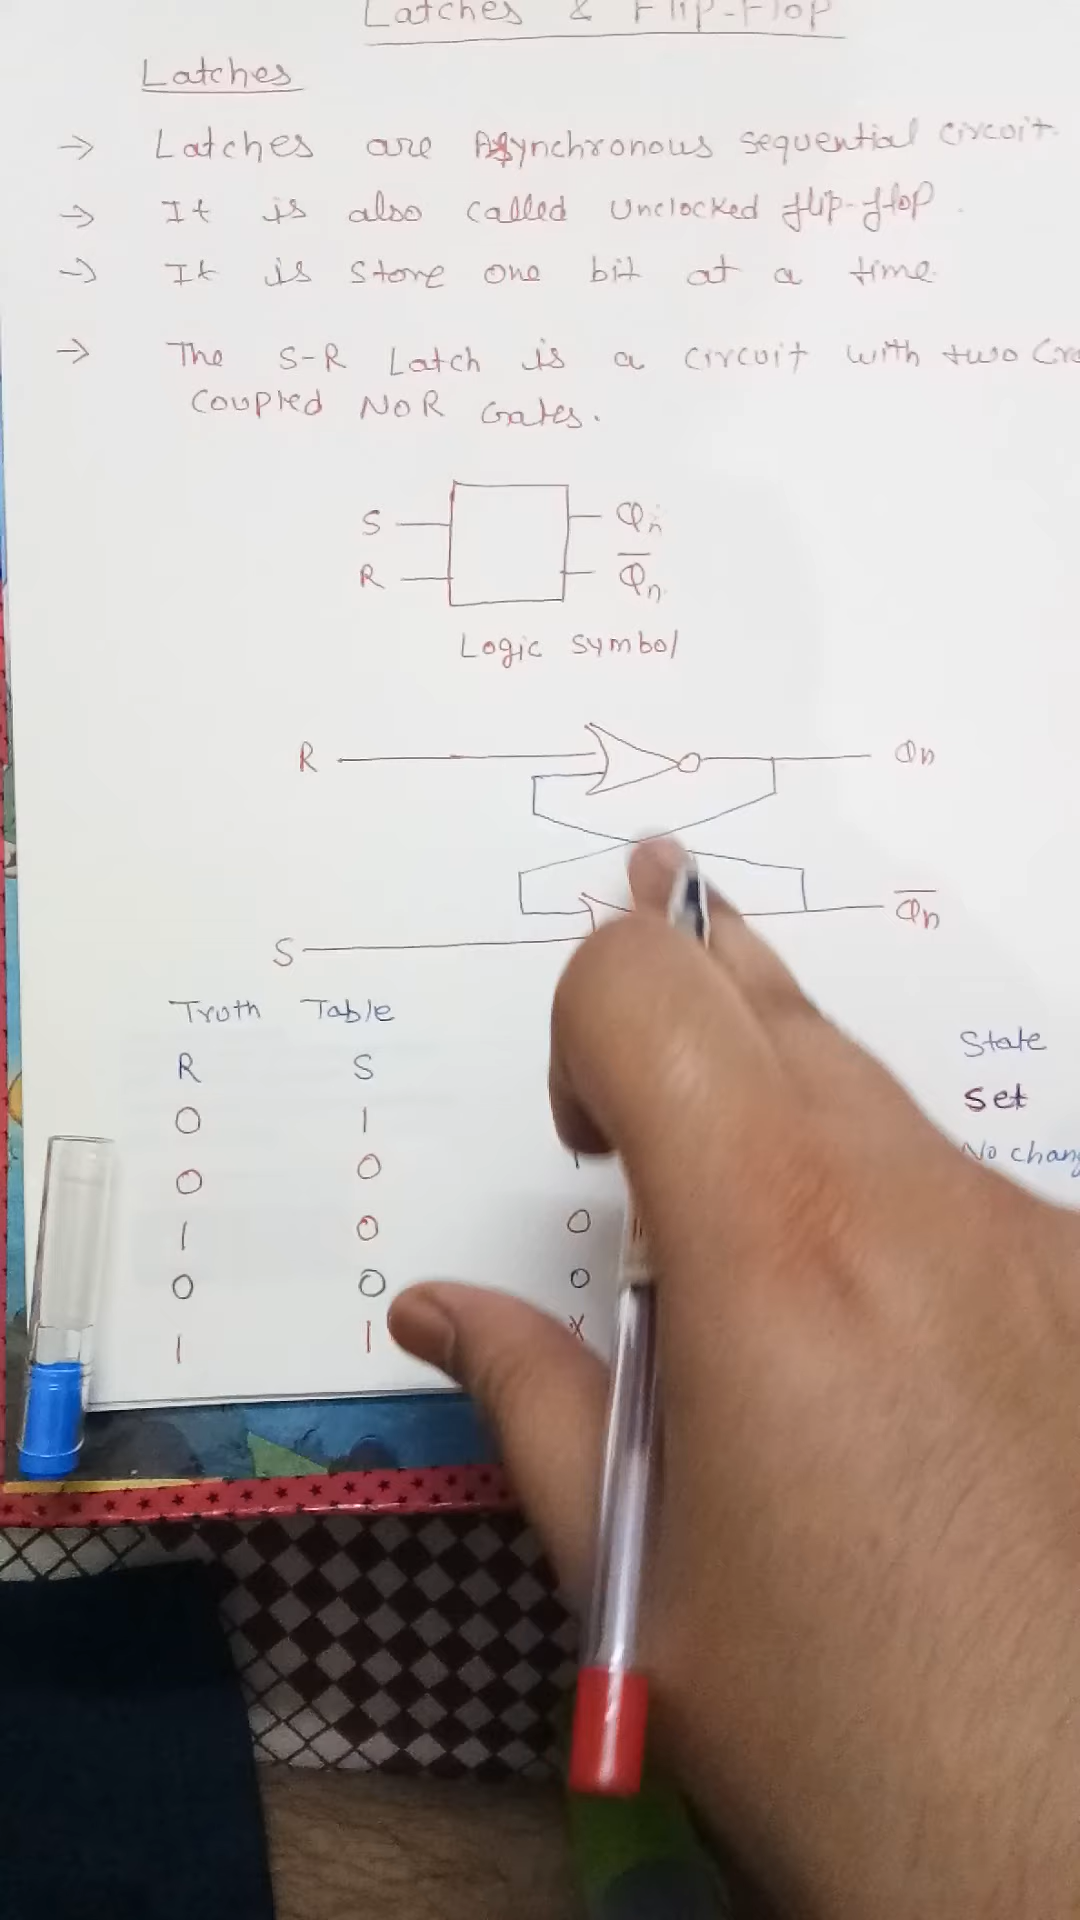 Latches & Flip-Flop
Latches
→ Latches are Asynchronous sequential circuit.
→ It is also called Unclocked flip-flop.
→ It is store one bit at a time.
→ The S-R Latch is a circuit with two
Coupled NOR Gates.
S Qn
R Q̅n
Logic symbol
R Qn
S Q̅n
Truth Table
State
R S
Set
0 1
No
0 0
1 0 0
0 0 0
1 1 X